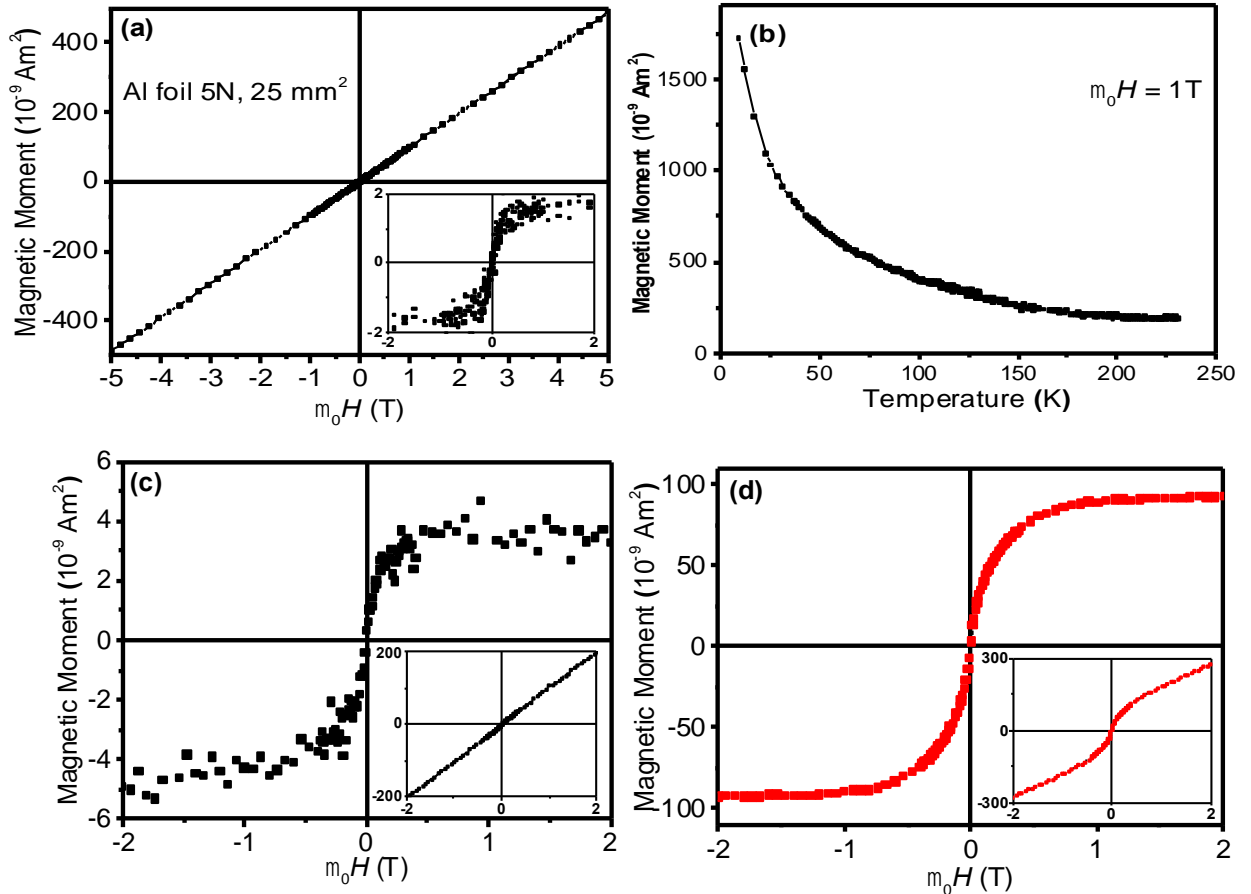 (a)
Al foil 5N, 25 mm²
Magnetic Moment (10⁻⁹ Am²)
400
200
0
-200
-400
-5 -4 -3 -2 -1 0 1 2 3 4 5
m₀H (T)
2
0
-2
-2 0 2
(b)
m₀H = 1T
Magnetic Moment (10⁻⁹ Am²)
1500
1000
500
0
50 100 150 200 250
Temperature (K)
(c)
Magnetic Moment (10⁻⁹ Am²)
6
4
2
0
-2
-4
-6
-2 -1 0 1 2
m₀H (T)
200
0
200
-2 0 2
(d)
Magnetic Moment (10⁻⁹ Am²)
100
50
0
-50
-100
-2 -1 0 1 2
m₀H (T)
300
0
-300
-2 0 2